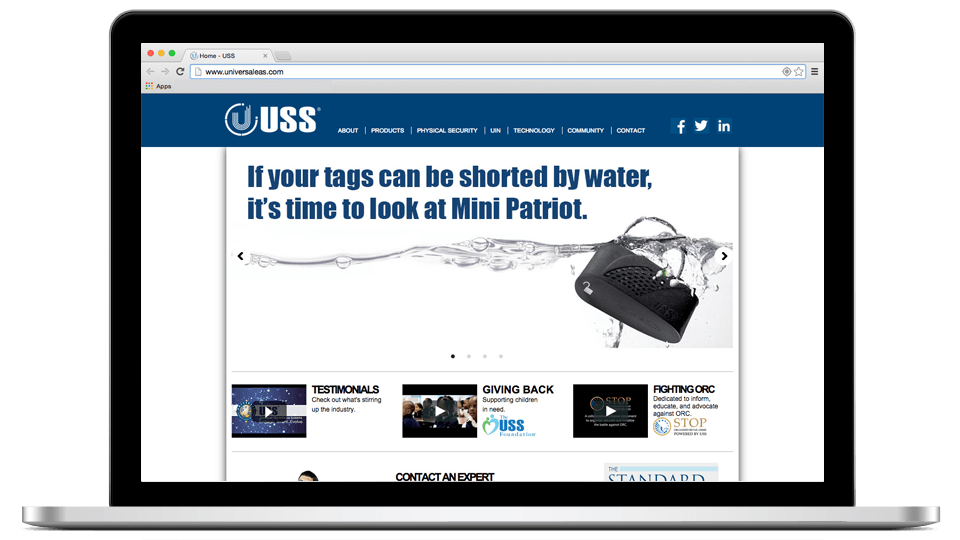 Home - USS
www.universaleas.com
Apps
USS®
ABOUT | PRODUCTS | PHYSICAL SECURITY | UIN | TECHNOLOGY | COMMUNITY | CONTACT
If your tags can be shorted by water,
it's time to look at Mini Patriot.
USS
TESTIMONIALS
Check out what's stirring
up the industry.
USS
GIVING BACK
Supporting children
in need.
The
USS
Foundation
STOP
FIGHTING ORC
Dedicated to inform,
educate, and advocate
against ORC.
STOP
POWERED BY USS
CONTACT AN EXPERT
THE
STANDARD